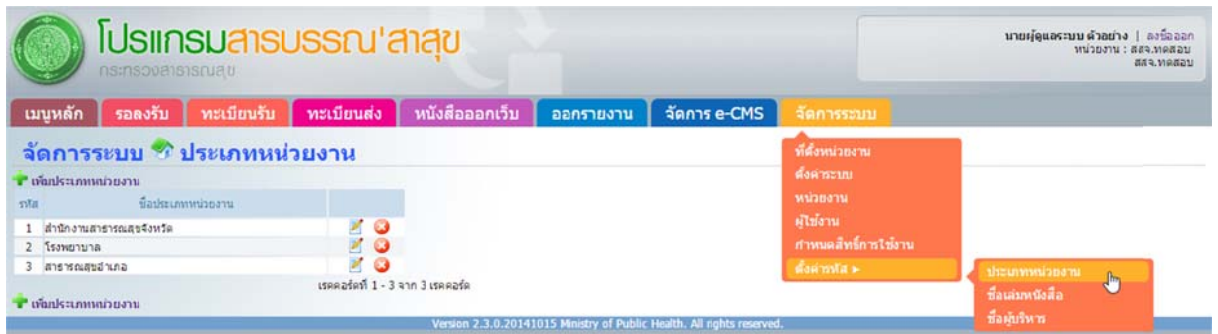 โปรแกรมสารบรรณ'สาสุข
กระทรวงสาธารณสุข
นายผู้ดูแลระบบ ตัวอย่าง | ลงชื่อออก
หน่วยงาน : สสจ.ทดสอบ
สสจ.ทดสอบ
เมนูหลัก รอลงรับ ทะเบียนรับ ทะเบียนส่ง หนังสือออกเว็บ ออกรายงาน จัดการ e-CMS จัดการระบบ
จัดการระบบ ประเภทหน่วยงาน
เพิ่มประเภทหน่วยงาน
รหัส ชื่อประเภทหน่วยงาน
1 สำนักงานสาธารณสุขจังหวัด
2 โรงพยาบาล
3 สาธารณสุขอำเภอ
เรคคอร์ดที่ 1 - 3 จาก 3 เรคคอร์ด
เพิ่มประเภทหน่วยงาน
ที่ตั้งหน่วยงาน
ตั้งค่าระบบ
หน่วยงาน
ผู้ใช้งาน
กำหนดสิทธิ์การใช้งาน
ตั้งค่ารหัส ►
ประเภทหน่วยงาน
ชื่อเล่มหนังสือ
ชื่อผู้บริหาร
Version 2.3.0.20141015 Ministry of Public Health. All rights reserved.